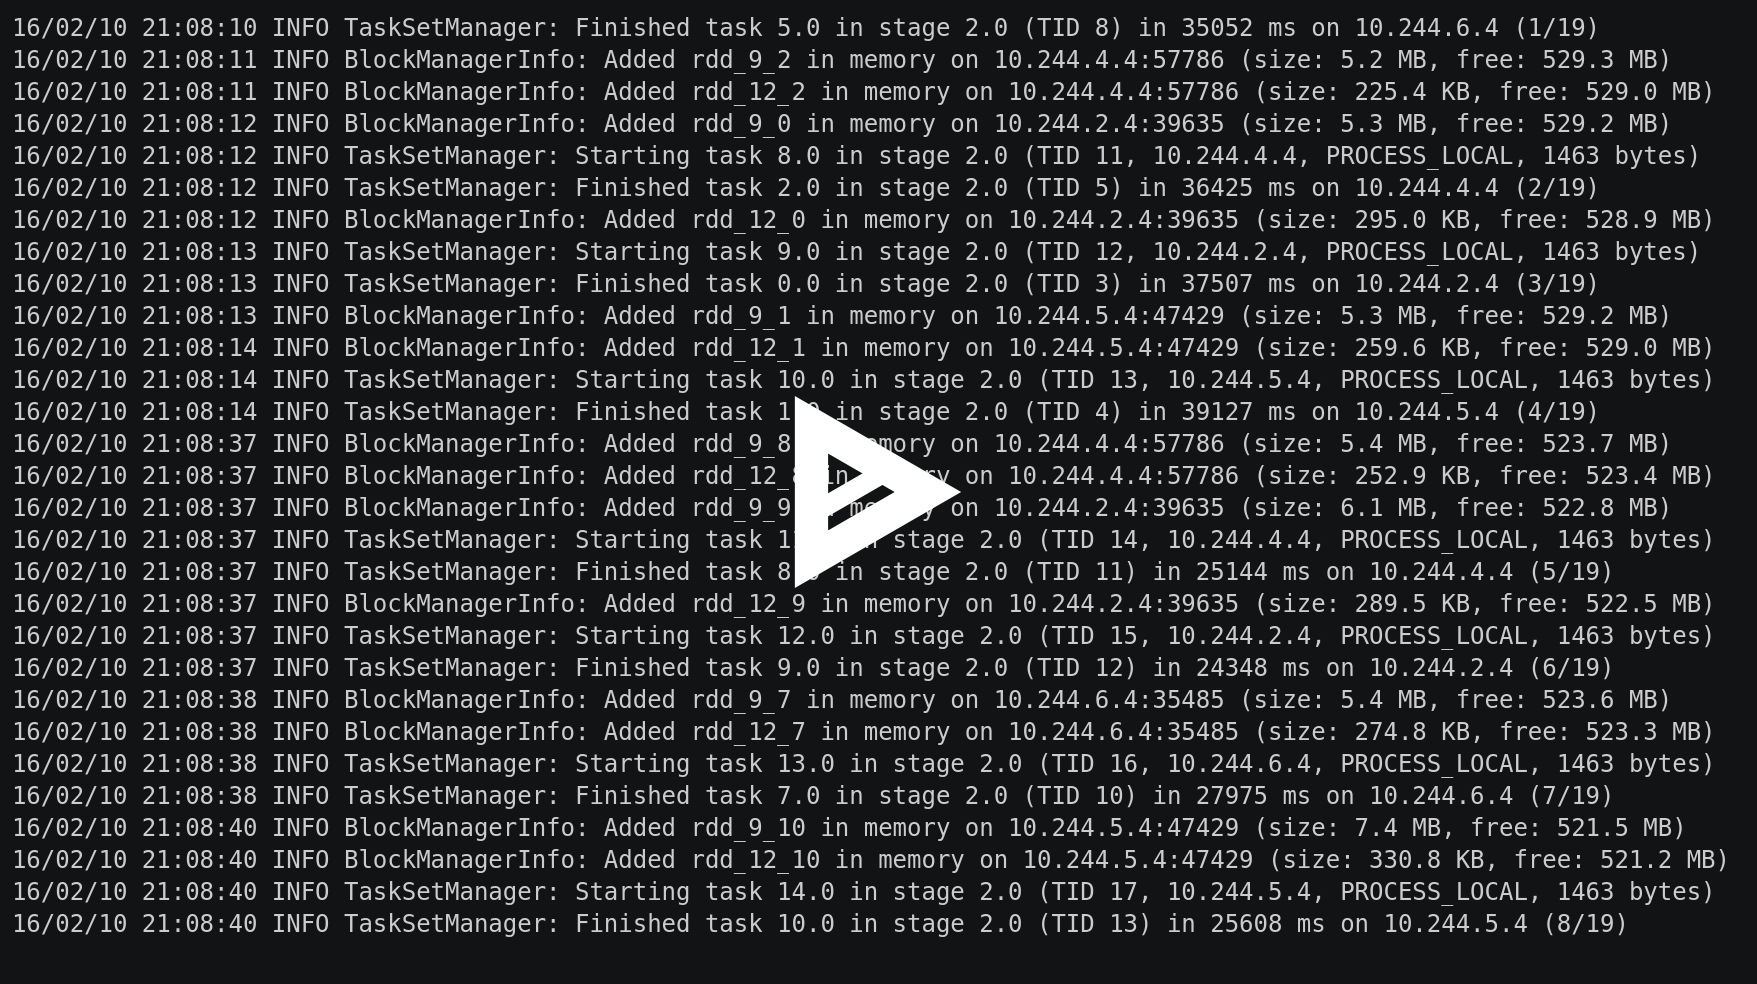 16/02/10 21:08:10 INFO TaskSetManager: Finished task 5.0 in stage 2.0 (TID 8) in 35052 ms on 10.244.6.4 (1/19)
16/02/10 21:08:11 INFO BlockManagerInfo: Added rdd_9_2 in memory on 10.244.4.4:57786 (size: 5.2 MB, free: 529.3 MB)
16/02/10 21:08:11 INFO BlockManagerInfo: Added rdd_12_2 in memory on 10.244.4.4:57786 (size: 225.4 KB, free: 529.0 MB)
16/02/10 21:08:12 INFO BlockManagerInfo: Added rdd_9_0 in memory on 10.244.2.4:39635 (size: 5.3 MB, free: 529.2 MB)
16/02/10 21:08:12 INFO TaskSetManager: Starting task 8.0 in stage 2.0 (TID 11, 10.244.4.4, PROCESS_LOCAL, 1463 bytes)
16/02/10 21:08:12 INFO TaskSetManager: Finished task 2.0 in stage 2.0 (TID 5) in 36425 ms on 10.244.4.4 (2/19)
16/02/10 21:08:12 INFO BlockManagerInfo: Added rdd_12_0 in memory on 10.244.2.4:39635 (size: 295.0 KB, free: 528.9 MB)
16/02/10 21:08:13 INFO TaskSetManager: Starting task 9.0 in stage 2.0 (TID 12, 10.244.2.4, PROCESS_LOCAL, 1463 bytes)
16/02/10 21:08:13 INFO TaskSetManager: Finished task 0.0 in stage 2.0 (TID 3) in 37507 ms on 10.244.2.4 (3/19)
16/02/10 21:08:13 INFO BlockManagerInfo: Added rdd_9_1 in memory on 10.244.5.4:47429 (size: 5.3 MB, free: 529.2 MB)
16/02/10 21:08:14 INFO BlockManagerInfo: Added rdd_12_1 in memory on 10.244.5.4:47429 (size: 259.6 KB, free: 529.0 MB)
16/02/10 21:08:14 INFO TaskSetManager: Starting task 10.0 in stage 2.0 (TID 13, 10.244.5.4, PROCESS_LOCAL, 1463 bytes)
16/02/10 21:08:14 INFO TaskSetManager: Finished task 1.0 in stage 2.0 (TID 4) in 39127 ms on 10.244.5.4 (4/19)
16/02/10 21:08:37 INFO BlockManagerInfo: Added rdd_9_8 memory on 10.244.4.4:57786 (size: 5.4 MB, free: 523.7 MB)
16/02/10 21:08:37 INFO BlockManagerInfo: Added rdd_12_8 in memory on 10.244.4.4:57786 (size: 252.9 KB, free: 523.4 MB)
16/02/10 21:08:37 INFO BlockManagerInfo: Added rdd_9_9 memory on 10.244.2.4:39635 (size: 6.1 MB, free: 522.8 MB)
16/02/10 21:08:37 INFO TaskSetManager: Starting task in stage 2.0 (TID 14, 10.244.4.4, PROCESS_LOCAL, 1463 bytes)
16/02/10 21:08:37 INFO TaskSetManager: Finished task 8.0 in stage 2.0 (TID 11) in 25144 ms on 10.244.4.4 (5/19)
16/02/10 21:08:37 INFO BlockManagerInfo: Added rdd_12_9 in memory on 10.244.2.4:39635 (size: 289.5 KB, free: 522.5 MB)
16/02/10 21:08:37 INFO TaskSetManager: Starting task 12.0 in stage 2.0 (TID 15, 10.244.2.4, PROCESS_LOCAL, 1463 bytes)
16/02/10 21:08:37 INFO TaskSetManager: Finished task 9.0 in stage 2.0 (TID 12) in 24348 ms on 10.244.2.4 (6/19)
16/02/10 21:08:38 INFO BlockManagerInfo: Added rdd_9_7 in memory on 10.244.6.4:35485 (size: 5.4 MB, free: 523.6 MB)
16/02/10 21:08:38 INFO BlockManagerInfo: Added rdd_12_7 in memory on 10.244.6.4:35485 (size: 274.8 KB, free: 523.3 MB)
16/02/10 21:08:38 INFO TaskSetManager: Starting task 13.0 in stage 2.0 (TID 16, 10.244.6.4, PROCESS_LOCAL, 1463 bytes)
16/02/10 21:08:38 INFO TaskSetManager: Finished task 7.0 in stage 2.0 (TID 10) in 27975 ms on 10.244.6.4 (7/19)
16/02/10 21:08:40 INFO BlockManagerInfo: Added rdd_9_10 in memory on 10.244.5.4:47429 (size: 7.4 MB, free: 521.5 MB)
16/02/10 21:08:40 INFO BlockManagerInfo: Added rdd_12_10 in memory on 10.244.5.4:47429 (size: 330.8 KB, free: 521.2 MB)
16/02/10 21:08:40 INFO TaskSetManager: Starting task 14.0 in stage 2.0 (TID 17, 10.244.5.4, PROCESS_LOCAL, 1463 bytes)
16/02/10 21:08:40 INFO TaskSetManager: Finished task 10.0 in stage 2.0 (TID 13) in 25608 ms on 10.244.5.4 (8/19)